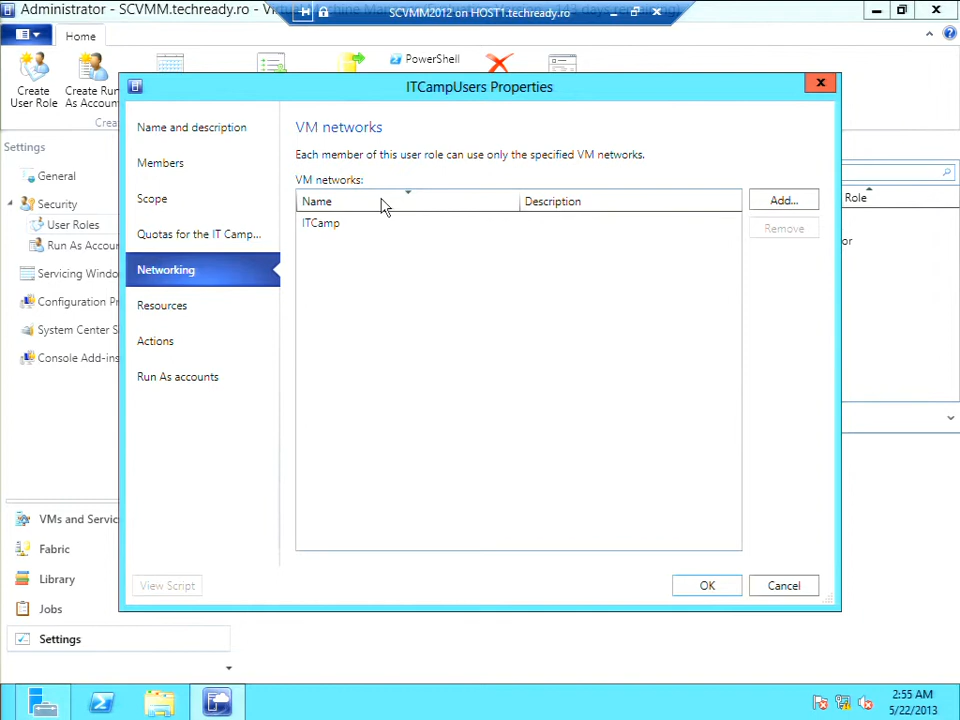 Administrator - SCVMM.techready.ro - Vir
SCVMM2012 on HOST1.techready.ro
Home
PowerShell
Create
User Role
Create Run
As Accoun
Crea
ITCampUsers Properties
Settings
General
Security
User Roles
Run As Accour
Servicing Windo
Configuration Pr
System Center S
Console Add-ins
Name and description
Members
Scope
Quotas for the IT Camp...
Networking
Resources
Actions
Run As accounts
VM networks
Each member of this user role can use only the specified VM networks.
VM networks:
Name
Description
ITCamp
Add...
Remove
Role
or
View Script
OK
Cancel
VMs and Servic
Fabric
Library
Jobs
Settings
2:55 AM
5/22/2013